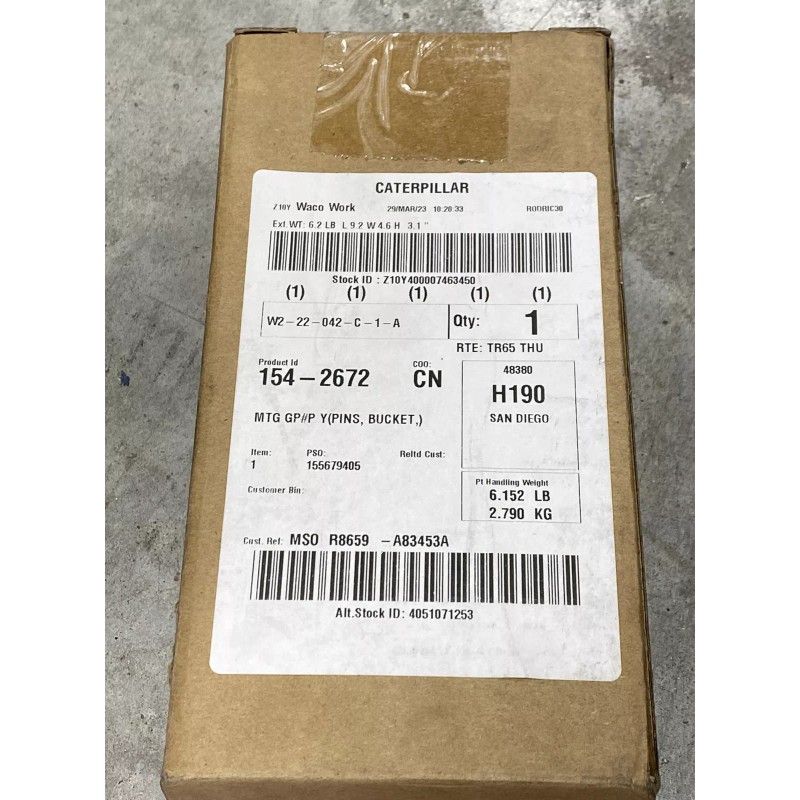 CATERPILLAR
Z10Y Waco Work 29/MAR/23 10:20:33 RODRIC30
Ext.WT: 6.2 LB L 9.2 W 4.6 H 3.1 "
Stock ID : Z10Y400007463450
(1) (1) (1) (1) (1)
W2-22-042-C-1-A Qty: 1
RTE: TR65 THU
Product Id COO: 48380
154-2672 CN H190
MTG GP#P Y(PINS, BUCKET,) SAN DIEGO
Item: PSO: Reltd Cust:
1 155679405
Pt Handling Weight
Customer Bin: 6.152 LB
2.790 KG
Cust. Ref: MSO R8659 -A83453A
Alt.Stock ID: 4051071253